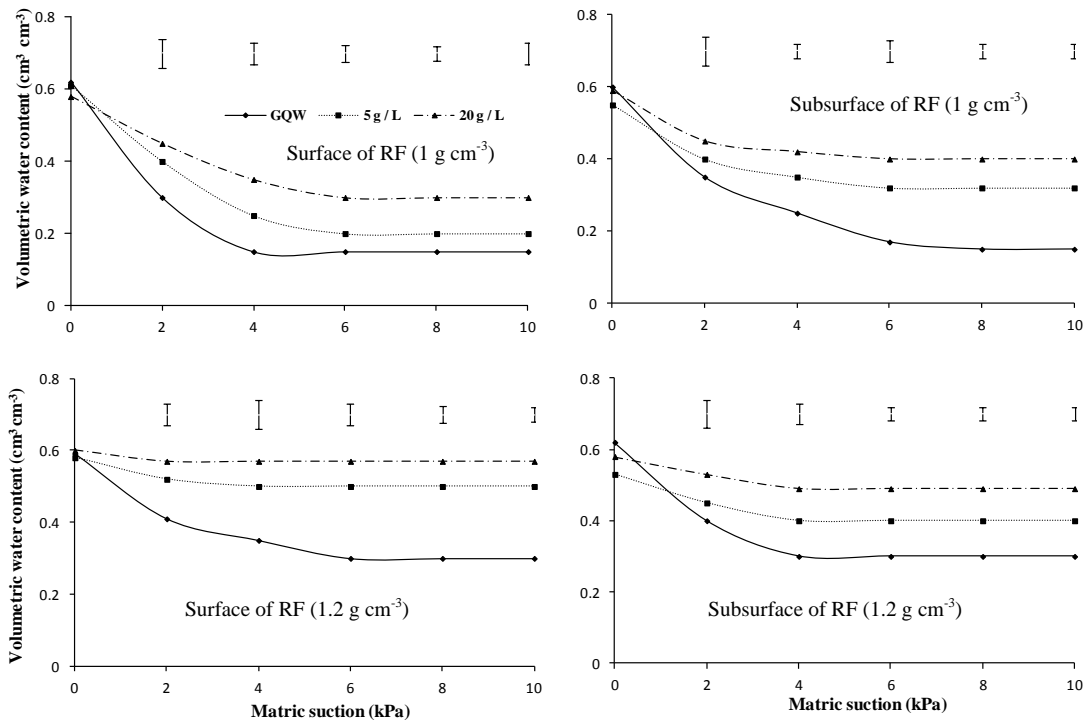 Volumetric water content (cm³ cm⁻³)
0.8
0.6
0.4
0.2
0
0 2 4 6 8 10
GQW 5 g / L 20 g / L
Surface of RF (1 g cm⁻³)
0.8
0.6
0.4
0.2
0
0 2 4 6 8 10
Subsurface of RF (1 g cm⁻³)
Volumetric water content (cm³ cm⁻³)
0.8
0.6
0.4
0.2
0
0 2 4 6 8 10
Surface of RF (1.2 g cm⁻³)
Matric suction (kPa)
0.8
0.6
0.4
0.2
0
0 2 4 6 8 10
Subsurface of RF (1.2 g cm⁻³)
Matric suction (kPa)